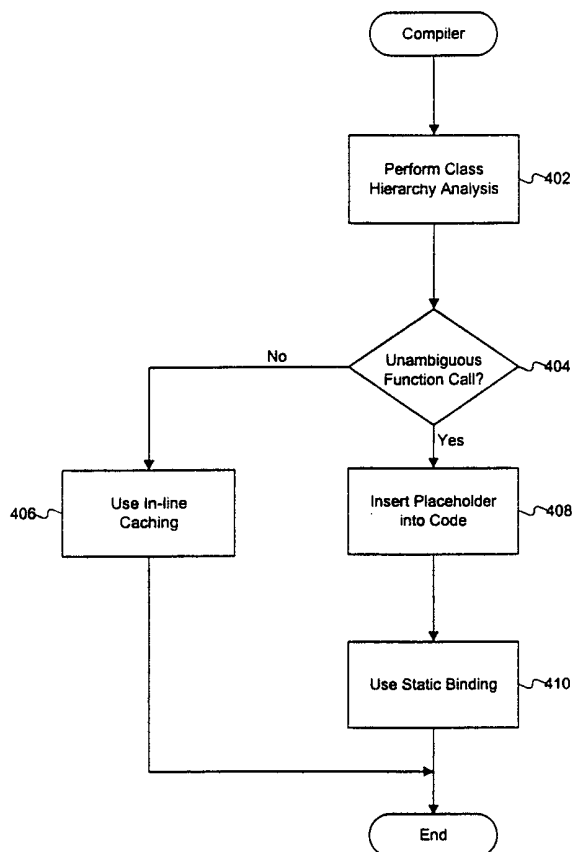 Compiler
Perform Class
Hierarchy Analysis
402
Unambiguous
Function Call?
404
No
Yes
Use In-line
Caching
406
Insert Placeholder
into Code
408
Use Static Binding
410
End